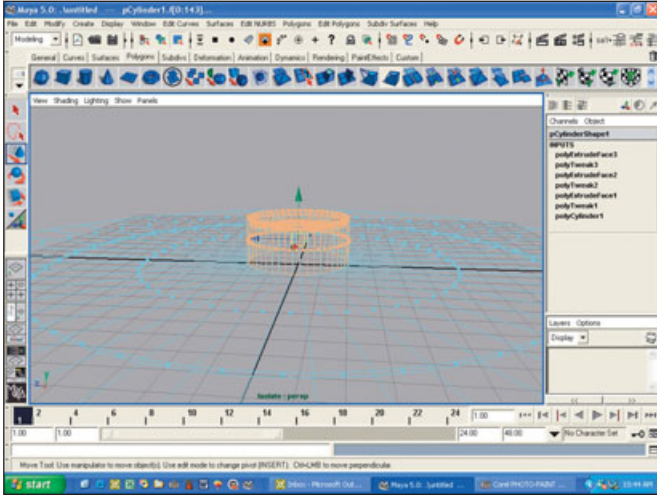 Maya 5.0: .\untitled --- pCylinder1.f[0:143]...
File Edit Modify Create Display Window Edit Curves Surfaces Edit NURBS Polygons Edit Polygons Subdiv Surfaces Help
Modeling
General Curves Surfaces Polygons Subdivs Deformation Animation Dynamics Rendering PaintEffects Custom
View Shading Lighting Show Panels
Channels Object
pCylinderShape1
INPUTS
polyExtrudeFace3
polyTweak3
polyExtrudeFace2
polyTweak2
polyExtrudeFace1
polyTweak1
polyCylinder1
Layers Options
Display
Isolate : persp
2 4 6 8 10 12 14 16 18 20 22 24 1.00
1.00 1.00 24.00 48.00 No Character Set
Move Tool: Use manipulator to move object(s). Use edit mode to change pivot (INSERT). Ctrl+LMB to move perpendicular
start Inbox - Microsoft Out... Maya 5.0: .\untitled ... Corel PHOTO-PAINT ... 10:44 AM